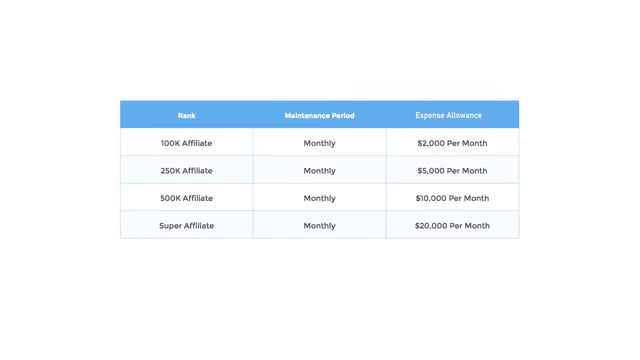 Rank Maintenance Period Expense Allowance
100K Affiliate Monthly $2,000 Per Month
250K Affiliate Monthly $5,000 Per Month
500K Affiliate Monthly $10,000 Per Month
Super Affiliate Monthly $20,000 Per Month